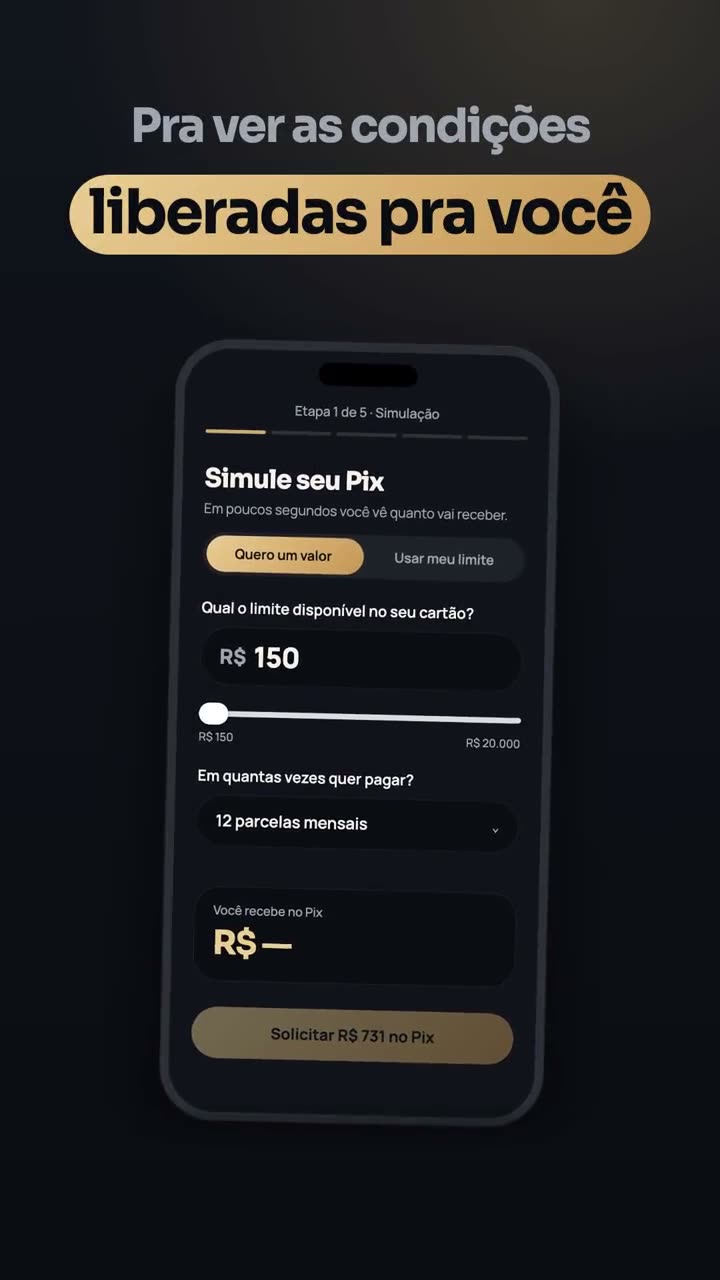 Pra ver as condições
liberadas pra você
Etapa 1 de 5 · Simulação
Simule seu Pix
Em poucos segundos você vê quanto vai receber.
Quero um valor
Usar meu limite
Qual o limite disponível no seu cartão?
R$ 150
R$ 150
R$ 20.000
Em quantas vezes quer pagar?
12 parcelas mensais
Você recebe no Pix
R$ —
Solicitar R$ 731 no Pix